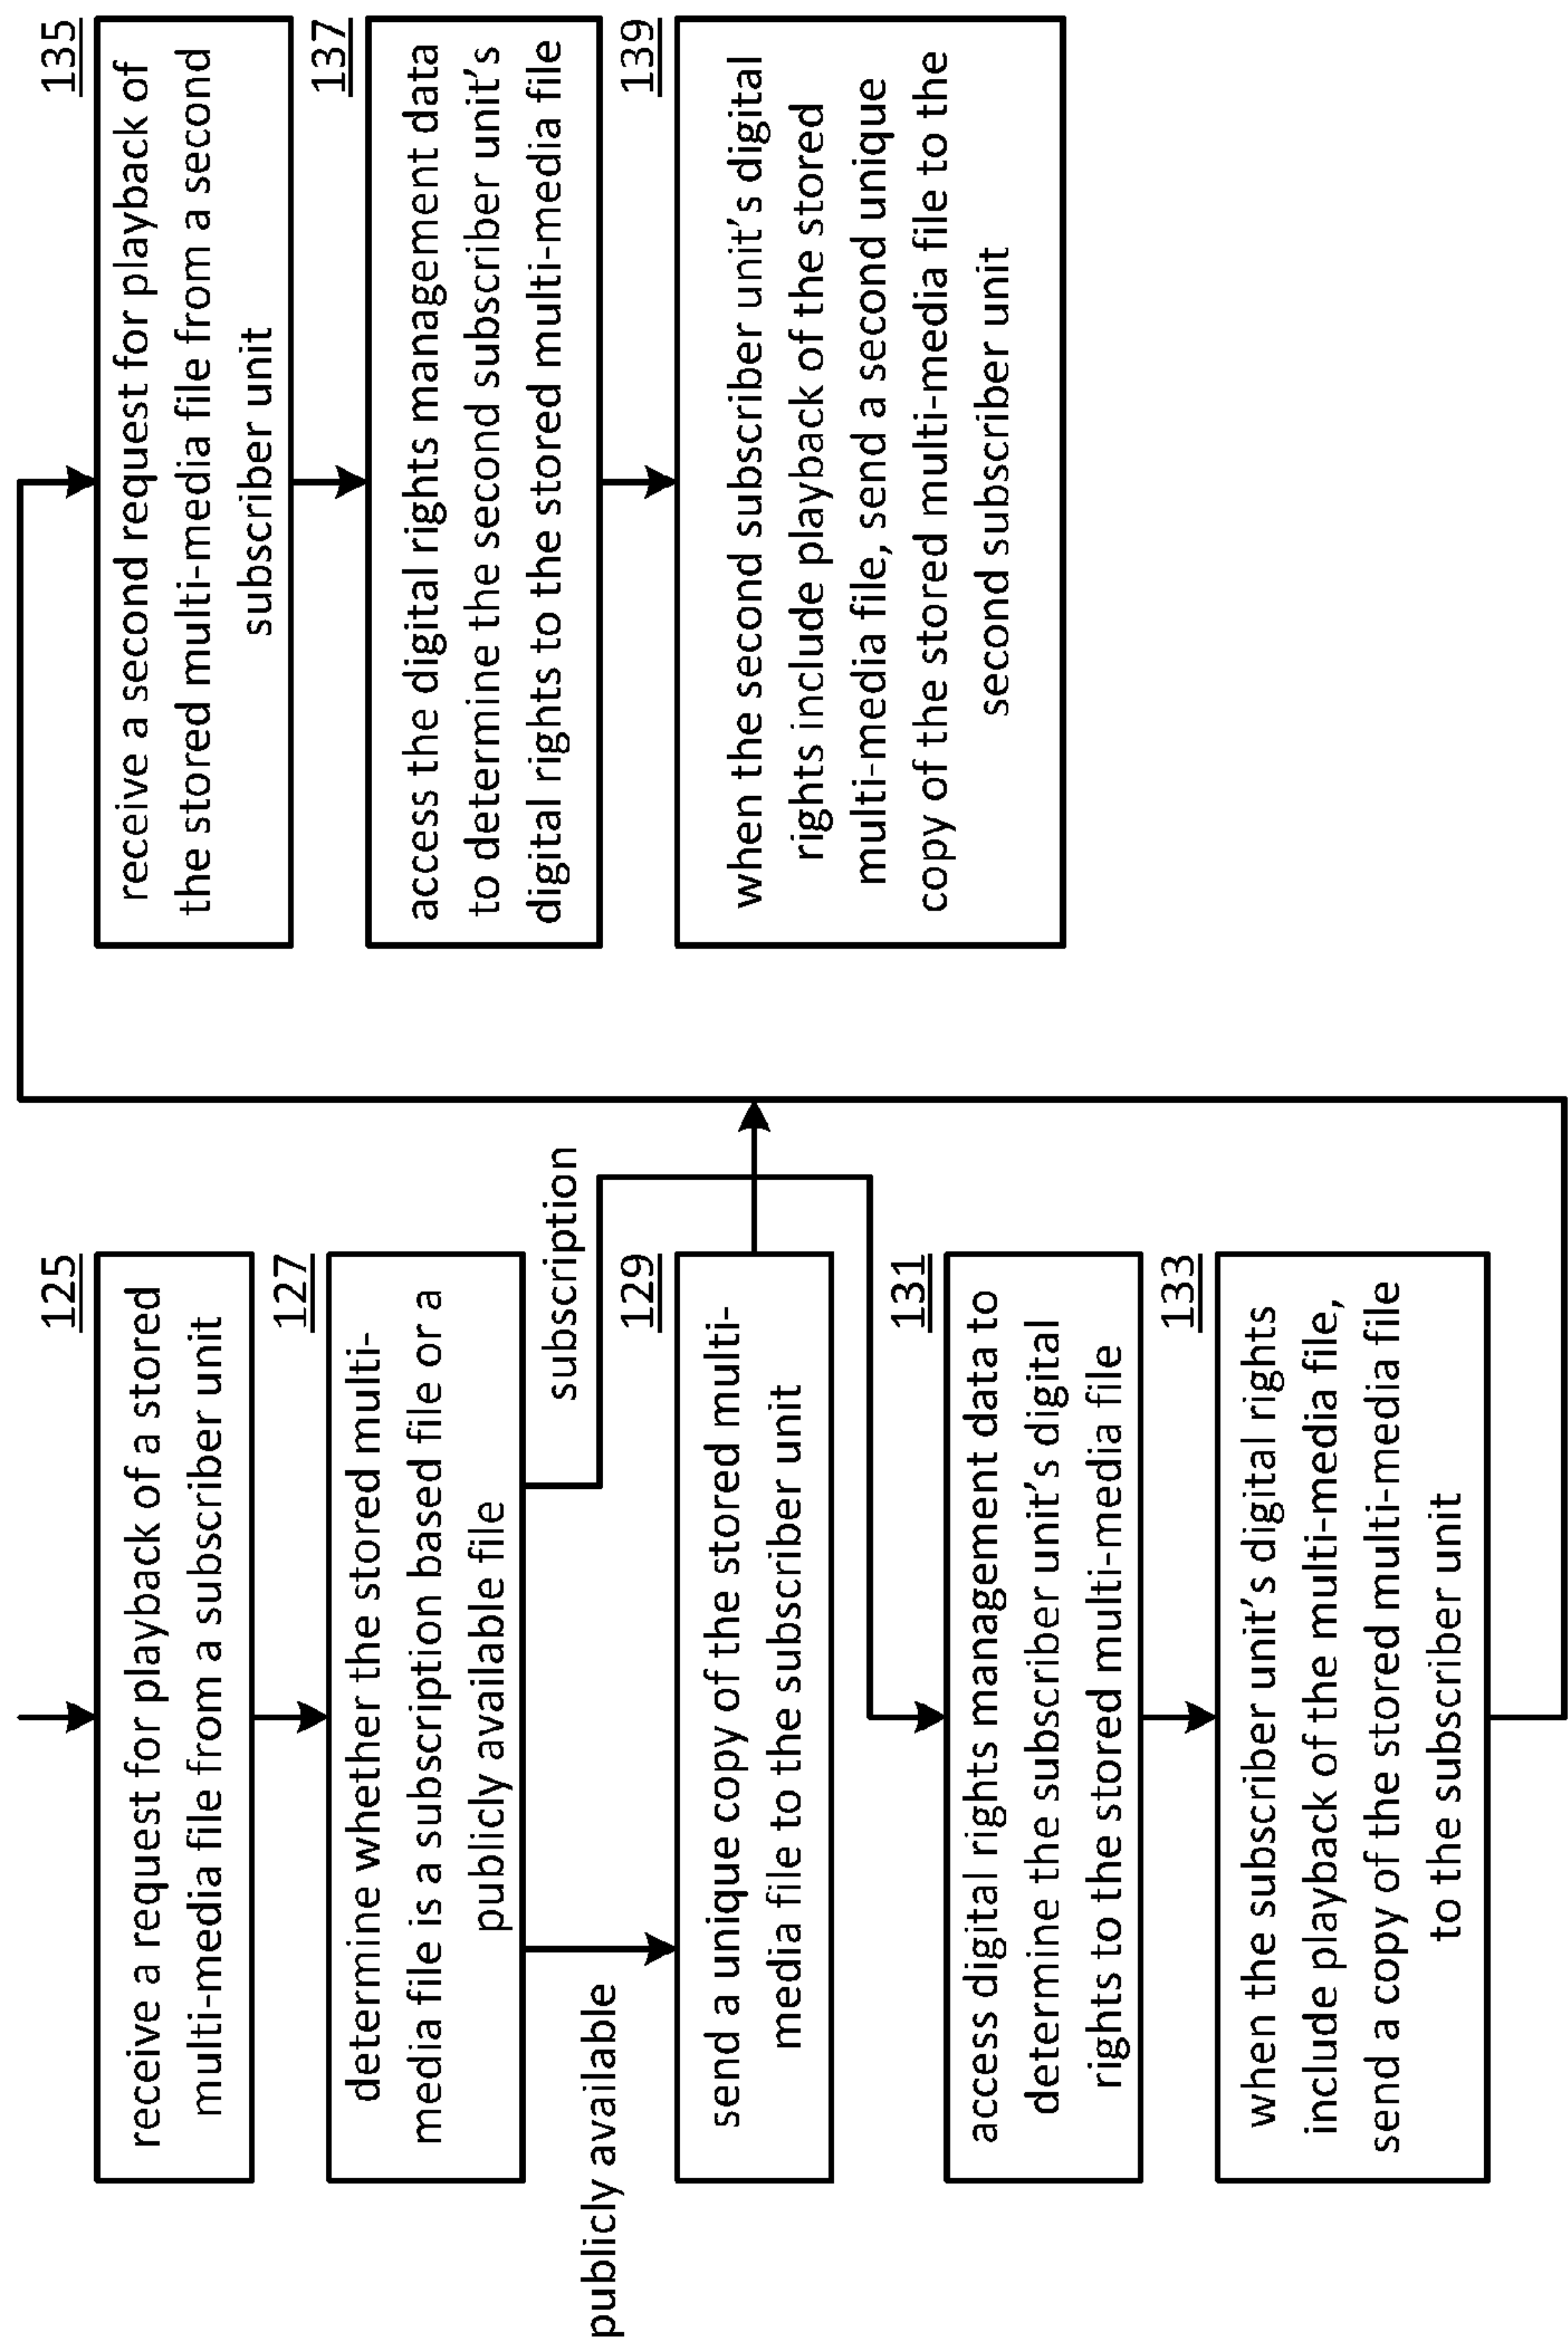 125
receive a request for playback of a stored
multi-media file from a subscriber unit
127
determine whether the stored multi-
media file is a subscription based file or a
publicly available file
publicly available
subscription
129
send a unique copy of the stored multi-
media file to the subscriber unit
131
access digital rights management data to
determine the subscriber unit's digital
rights to the stored multi-media file
133
when the subscriber unit's digital rights
include playback of the multi-media file,
send a copy of the stored multi-media file
to the subscriber unit
135
receive a second request for playback of
the stored multi-media file from a second
subscriber unit
137
access the digital rights management data
to determine the second subscriber unit's
digital rights to the stored multi-media file
139
when the second subscriber unit's digital
rights include playback of the stored
multi-media file, send a second unique
copy of the stored multi-media file to the
second subscriber unit